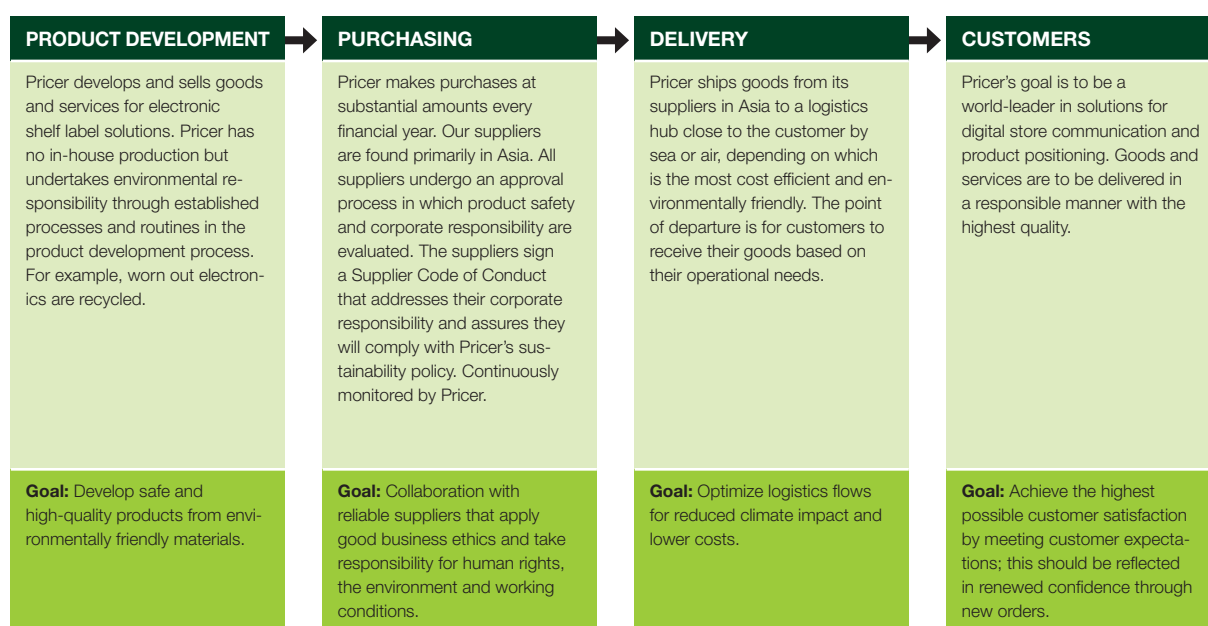 PRODUCT DEVELOPMENT
Pricer develops and sells goods
and services for electronic
shelf label solutions. Pricer has
no in-house production but
undertakes environmental re-
sponsibility through established
processes and routines in the
product development process.
For example, worn out electron-
ics are recycled.
Goal: Develop safe and
high-quality products from envi-
ronmentally friendly materials.
PURCHASING
Pricer makes purchases at
substantial amounts every
financial year. Our suppliers
are found primarily in Asia. All
suppliers undergo an approval
process in which product safety
and corporate responsibility are
evaluated. The suppliers sign
a Supplier Code of Conduct
that addresses their corporate
responsibility and assures they
will comply with Pricer’s sus-
tainability policy. Continuously
monitored by Pricer.
Goal: Collaboration with
reliable suppliers that apply
good business ethics and take
responsibility for human rights,
the environment and working
conditions.
DELIVERY
Pricer ships goods from its
suppliers in Asia to a logistics
hub close to the customer by
sea or air, depending on which
is the most cost efficient and en-
vironmentally friendly. The point
of departure is for customers to
receive their goods based on
their operational needs.
Goal: Optimize logistics flows
for reduced climate impact and
lower costs.
CUSTOMERS
Pricer’s goal is to be a
world-leader in solutions for
digital store communication and
product positioning. Goods and
services are to be delivered in
a responsible manner with the
highest quality.
Goal: Achieve the highest
possible customer satisfaction
by meeting customer expecta-
tions; this should be reflected
in renewed confidence through
new orders.